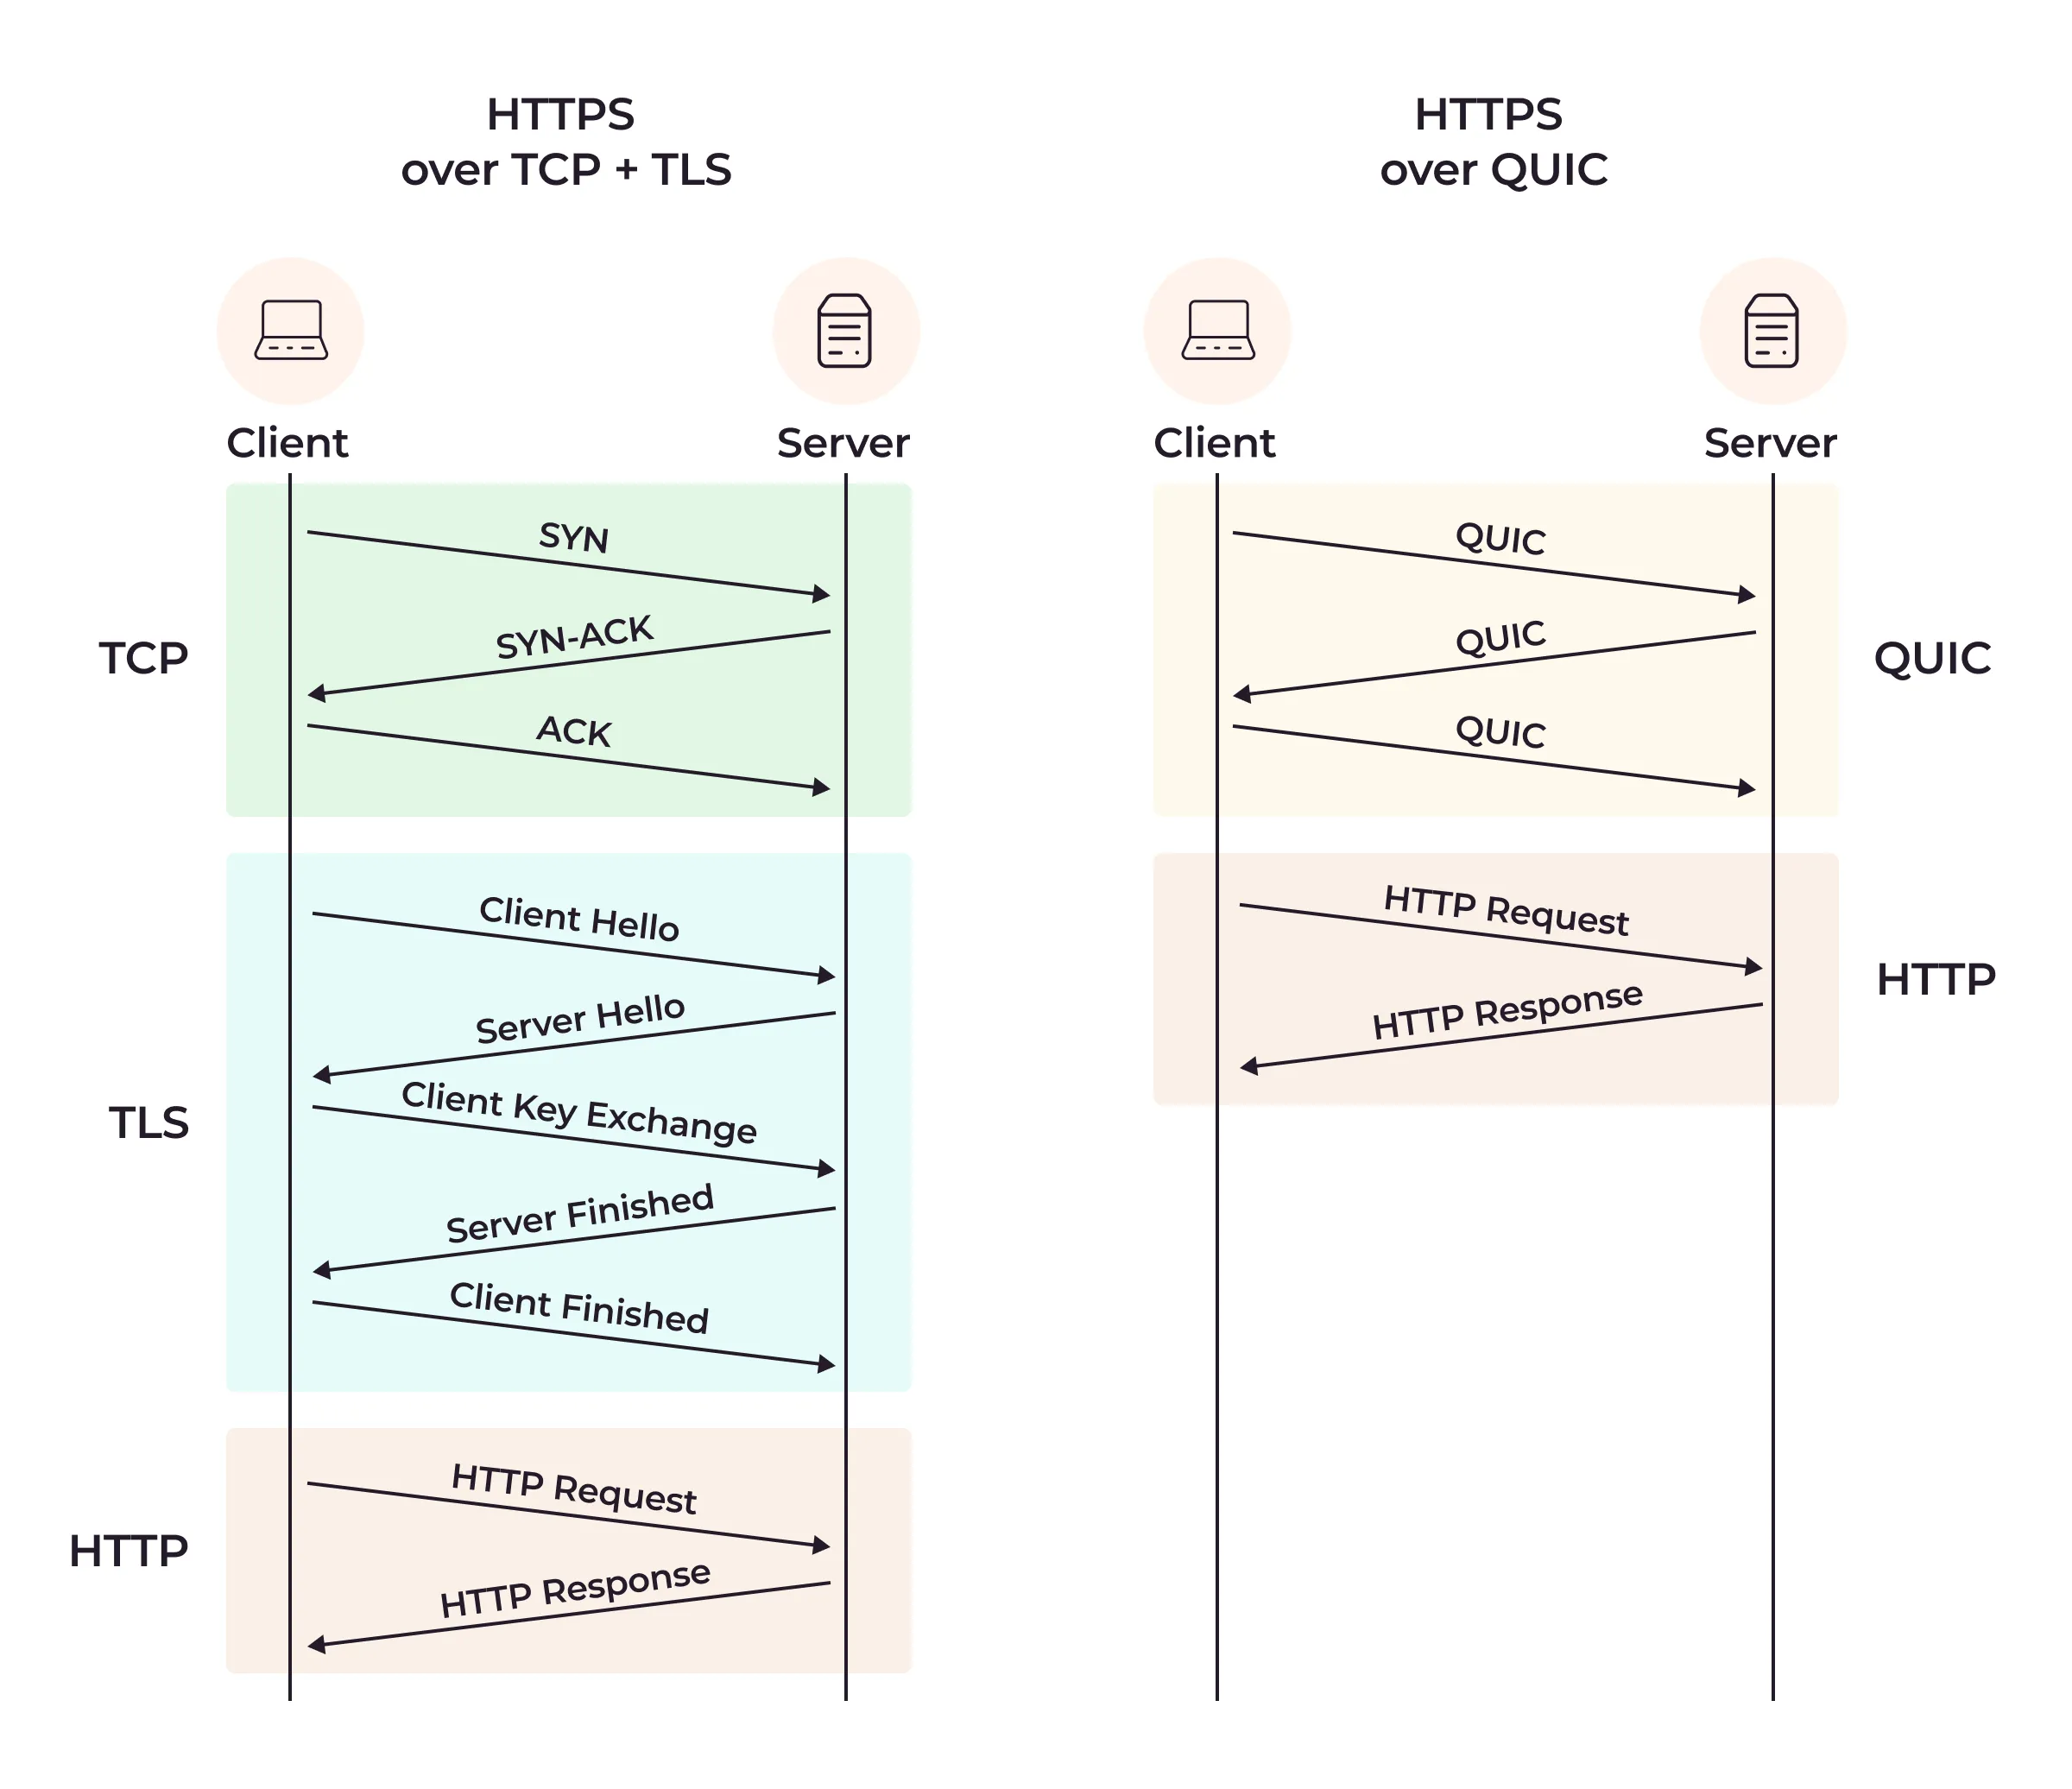 HTTPS
over TCP + TLS
Client
Server
TCP
SYN
SYN-ACK
ACK
TLS
Client Hello
Server Hello
Client Key Exchange
Server Finished
Client Finished
HTTP
HTTP Request
HTTP Response
HTTPS
over QUIC
Client
Server
QUIC
QUIC
QUIC
QUIC
HTTP Request
HTTP Response
HTTP